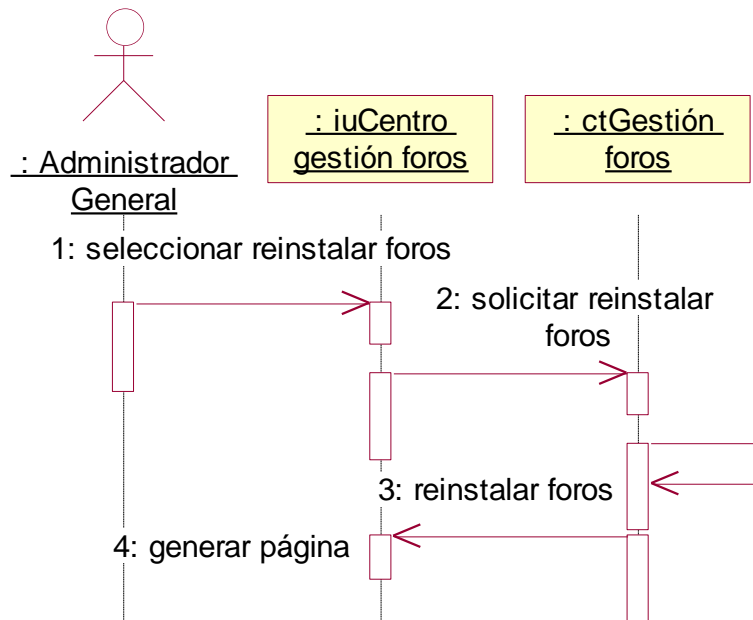 : Administrador
General
: iuCentro
gestión foros
: ctGestión
foros
1: seleccionar reinstalar foros
2: solicitar reinstalar
foros
3: reinstalar foros
4: generar página